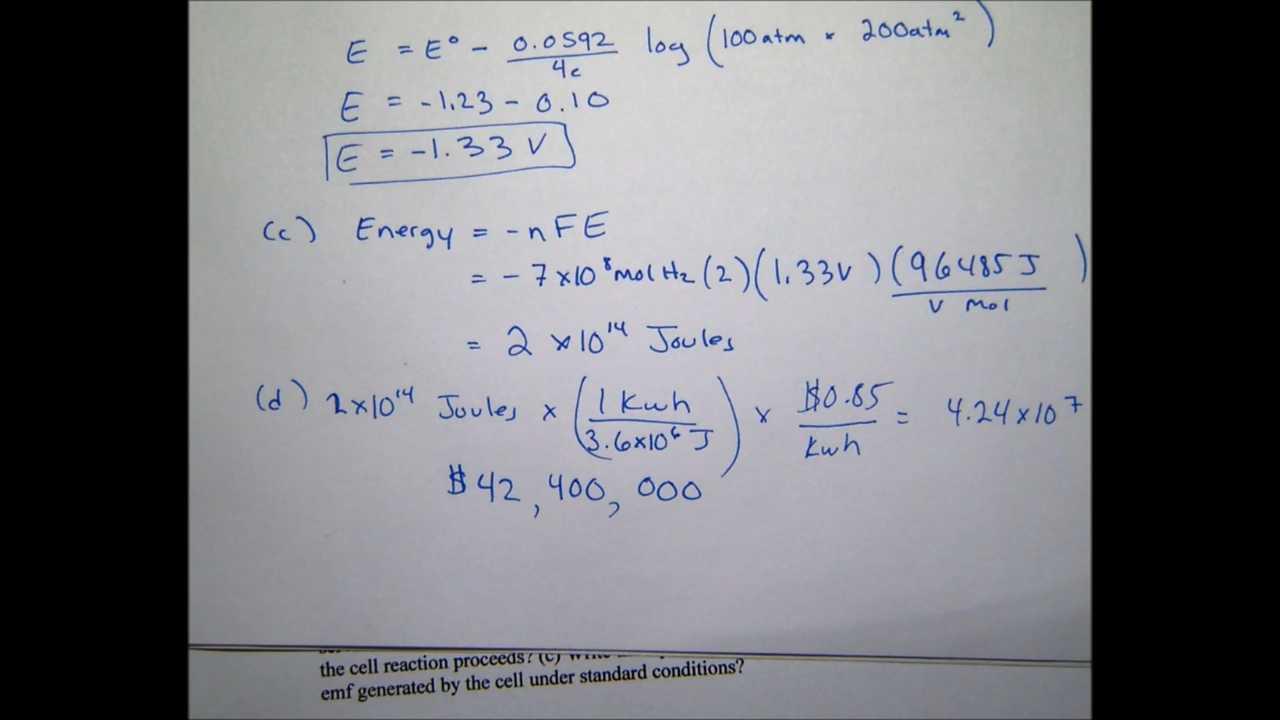 E = E° - 0.0592/4e log (100atm × 200atm²)
E = -1.23 - 0.10
E = -1.33 V
(c) Energy = -nFE
= - 7×10⁸ mol H2 (2)(1.33V)(96485 J / V mol)
= 2 ×10¹⁴ Joules
(d) 2×10¹⁴ Joules × (1 Kwh / 3.6×10⁶ J) × $0.85 / Kwh = 4.24×10⁷
$42,400,000
the cell reaction proceeds? (c)
emf generated by the cell under standard conditions?